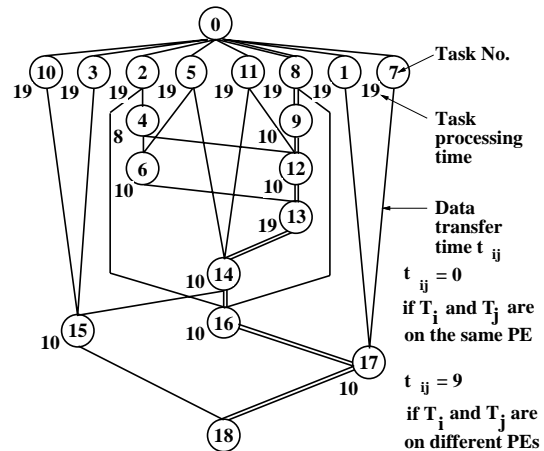 0
10 3 2 5 11 8 1 7
Task No.
19 19 19 19 19 19 19 19
Task
processing
time
4 9
8 10
6 12
10 10
13
19
Data
transfer
time t ij
14
10
t ij = 0
if T i and T j are
on the same PE
15 16
10 10
17
10
t ij = 9
if T i and T j are
on different PEs
18